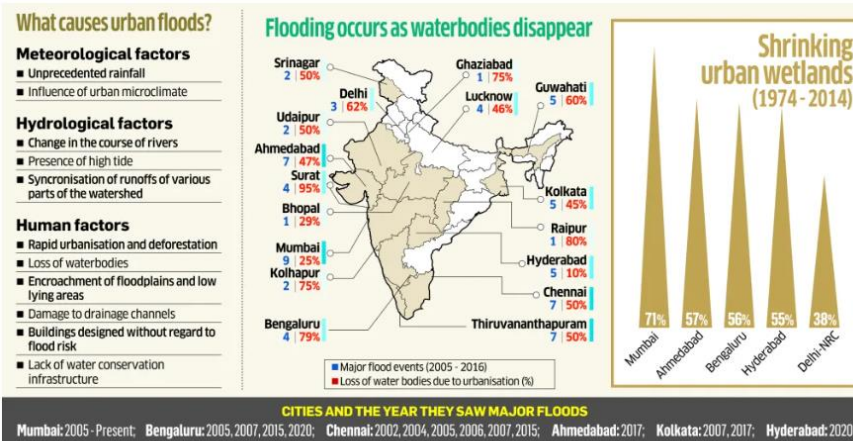 What causes urban floods?
Meteorological factors
■ Unprecedented rainfall
■ Influence of urban microclimate
Hydrological factors
■ Change in the course of rivers
■ Presence of high tide
■ Syncronisation of runoffs of various
parts of the watershed
Human factors
■ Rapid urbanisation and deforestation
■ Loss of waterbodies
■ Encroachment of floodplains and low
lying areas
■ Damage to drainage channels
■ Buildings designed without regard to
flood risk
■ Lack of water conservation
infrastructure
Flooding occurs as waterbodies disappear
Srinagar
2 | 50%
Delhi
3 | 62%
Udaipur
2 | 50%
Ahmedabad
7 | 47%
Surat
4 | 95%
Bhopal
1 | 29%
Mumbai
9 | 25%
Kolhapur
2 | 75%
Bengaluru
4 | 79%
Ghaziabad
1 | 75%
Lucknow
4 | 46%
Guwahati
5 | 60%
Kolkata
5 | 45%
Raipur
1 | 80%
Hyderabad
5 | 10%
Chennai
7 | 50%
Thiruvananthapuram
7 | 50%
■ Major flood events (2005 - 2016)
■ Loss of water bodies due to urbanisation (%)
Shrinking
urban wetlands
(1974 - 2014)
71% 57% 56% 55% 38%
Mumbai Ahmedabad Bengaluru Hyderabad Delhi-NRC
CITIES AND THE YEAR THEY SAW MAJOR FLOODS
Mumbai: 2005 - Present; Bengaluru: 2005, 2007, 2015, 2020; Chennai: 2002, 2004, 2005, 2006, 2007, 2015; Ahmedabad: 2017; Kolkata: 2007, 2017; Hyderabad: 2020